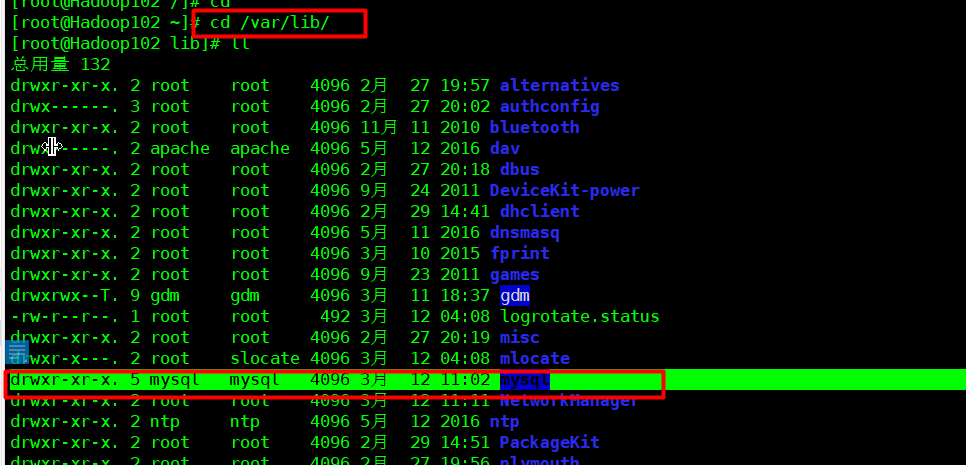 [root@Hadoop102 /]# cd
[root@Hadoop102 ~]# cd /var/lib/
[root@Hadoop102 lib]# ll
总用量 132
drwxr-xr-x. 2 root root 4096 2月 27 19:57 alternatives
drwx------. 3 root root 4096 2月 27 20:02 authconfig
drwxr-xr-x. 2 root root 4096 11月 11 2010 bluetooth
drwx------. 2 apache apache 4096 5月 12 2016 dav
drwxr-xr-x. 2 root root 4096 2月 27 20:18 dbus
drwxr-xr-x. 2 root root 4096 9月 24 2011 DeviceKit-power
drwxr-xr-x. 2 root root 4096 2月 29 14:41 dhclient
drwxr-xr-x. 2 root root 4096 5月 11 2016 dnsmasq
drwxr-xr-x. 2 root root 4096 3月 10 2015 fprint
drwxr-xr-x. 2 root root 4096 9月 23 2011 games
drwxrwx--T. 9 gdm gdm 4096 3月 11 18:37 gdm
-rw-r--r--. 1 root root 492 3月 12 04:08 logrotate.status
drwxr-xr-x. 2 root root 4096 2月 27 20:19 misc
drwxr-x---. 2 root slocate 4096 3月 12 04:08 mlocate
drwxr-xr-x. 5 mysql mysql 4096 3月 12 11:02 mysql
drwxr-xr-x. 2 root root 4096 3月 12 11:11 NetworkManager
drwxr-xr-x. 2 ntp ntp 4096 5月 12 2016 ntp
drwxr-xr-x. 2 root root 4096 2月 29 14:51 PackageKit
drwxr-xr-x. 2 root root 4096 2月 27 19:56 plymouth